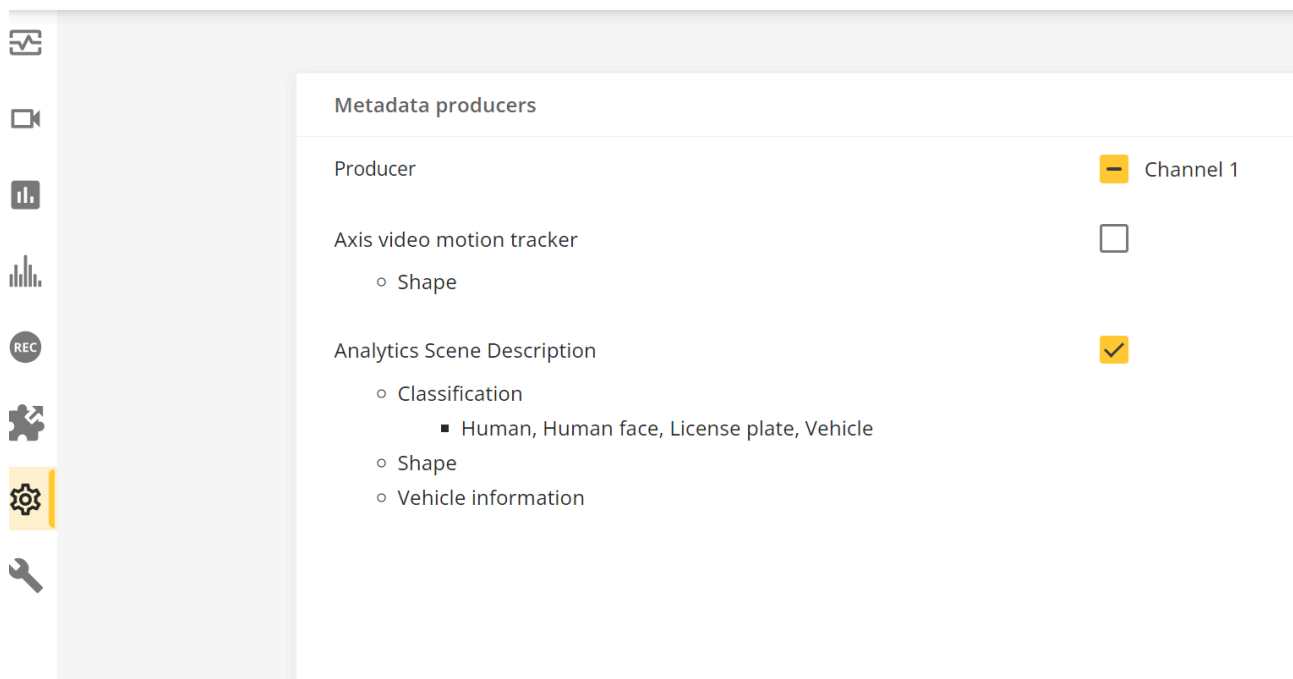 Metadata producers
Producer
Channel 1
Axis video motion tracker
Shape
Analytics Scene Description
Classification
Human, Human face, License plate, Vehicle
REC
Shape
Vehicle information